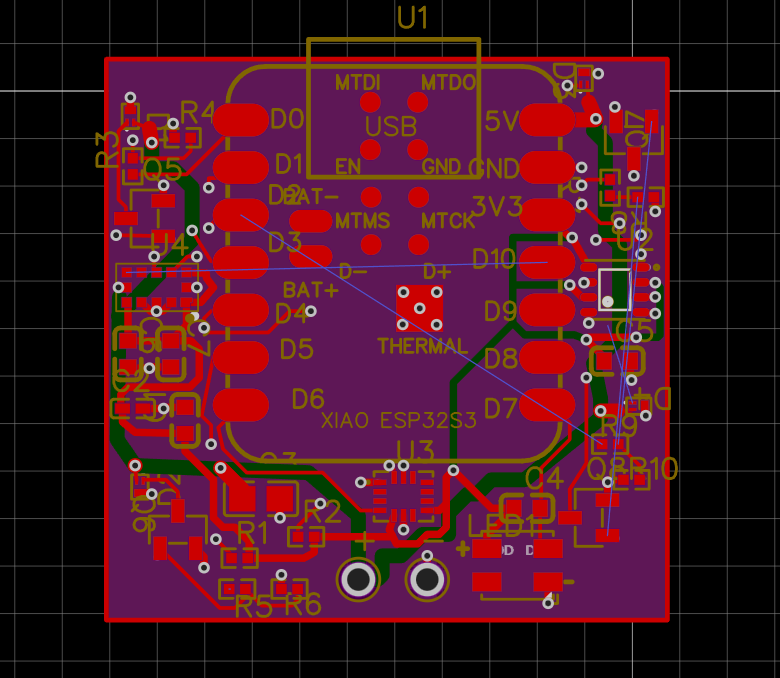 U1
MTDI MTDO
R4 D0 USB 5V
R3 Q5 D1 EN GND GND
D2 BAT- 3V3
MTMS MTCK
U4 D3 D- D+ D10 U2
BAT+
D4 D9
THERMAL C5
D5 D8
C2 D6 D7
XIAO ESP32S3 R9
U3 Q8 R10
C4
R1 R2 LED1
+ − +
R5 R6 -